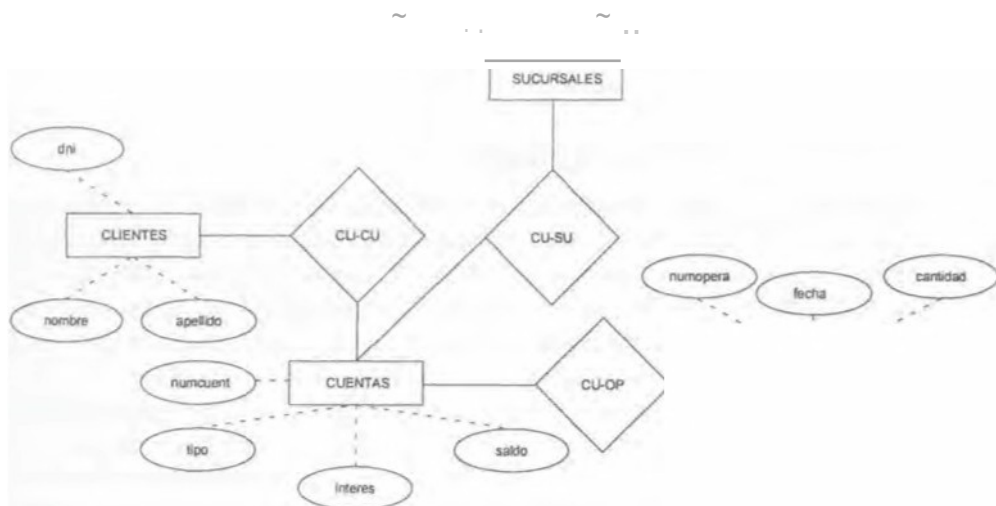 SUCURSALES
dni
CLIENTES
CU-CU
CU-SU
numopera
fecha
cantidad
nombre
apellido
numcuent
CUENTAS
CU-OP
tipo
saldo
interes